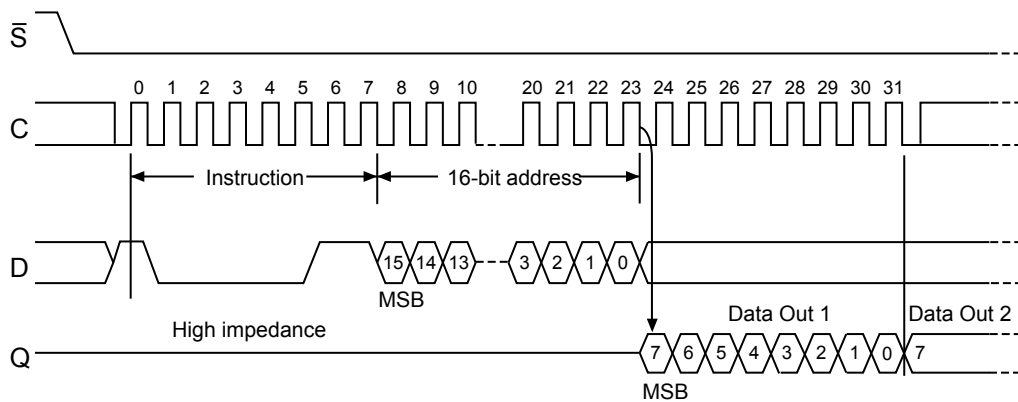 S̅
0 1 2 3 4 5 6 7 8 9 10 20 21 22 23 24 25 26 27 28 29 30 31
C
Instruction 16-bit address
D 15 14 13 3 2 1 0
MSB
High impedance Data Out 1 Data Out 2
Q 7 6 5 4 3 2 1 0 7
MSB